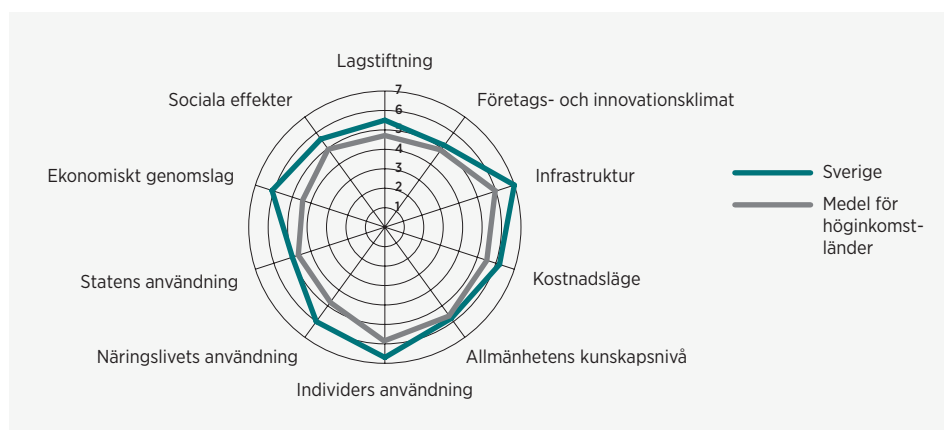 Lagstiftning
7
6
5
4
3
2
1
Företags- och innovationsklimat
Infrastruktur
Kostnadsläge
Allmänhetens kunskapsnivå
Individers användning
Näringslivets användning
Statens användning
Ekonomiskt genomslag
Sociala effekter
Sverige
Medel för
höginkomst-
länder